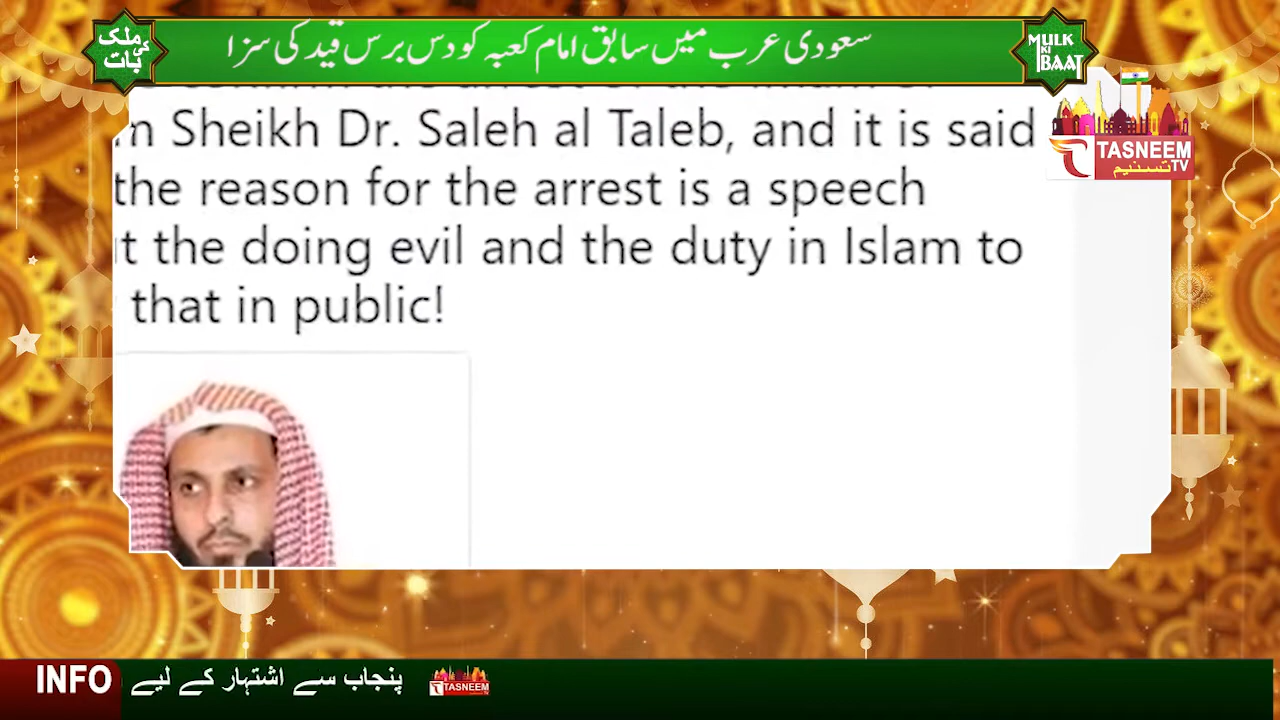 ملک
کی
بات
سعودی عرب میں سابق امام کعبہ کو دس برس قید کی سزا
MULK
KI
BAAT
Sheikh Dr. Saleh al Taleb, and it is said
the reason for the arrest is a speech
the doing evil and the duty in Islam to
that in public!
TASNEEM
تسنیم TV
INFO
پنجاب سے اشتہار کے لیے
TASNEEM